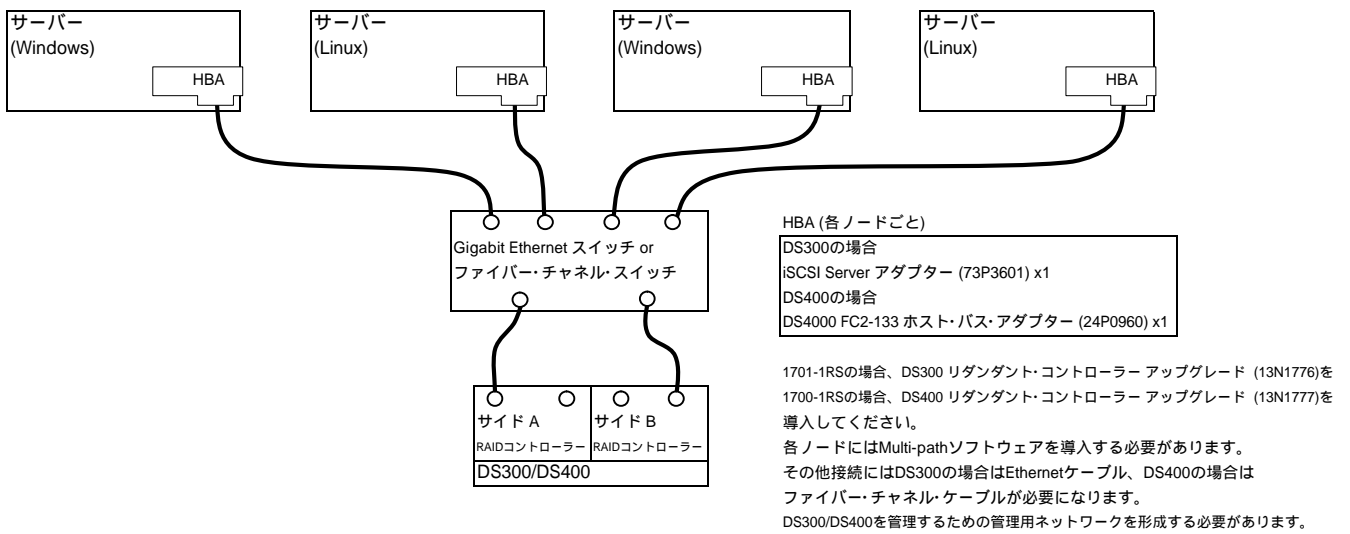 サーバー
(Windows)
HBA
サーバー
(Linux)
HBA
サーバー
(Windows)
HBA
サーバー
(Linux)
HBA
Gigabit Ethernet スイッチ or
ファイバー・チャネル・スイッチ
サイド A
RAIDコントローラー
サイド B
RAIDコントローラー
DS300/DS400
HBA (各ノードごと)
DS300の場合
iSCSI Server アダプター (73P3601) x1
DS400の場合
DS4000 FC2-133 ホスト・バス・アダプター (24P0960) x1
1701-1RSの場合、DS300 リダンダント・コントローラー アップグレード (13N1776)を
1700-1RSの場合、DS400 リダンダント・コントローラー アップグレード (13N1777)を
導入してください。
各ノードにはMulti-pathソフトウェアを導入する必要があります。
その他接続にはDS300の場合はEthernetケーブル、DS400の場合は
ファイバー・チャネル・ケーブルが必要になります。
DS300/DS400を管理するための管理用ネットワークを形成する必要があります。